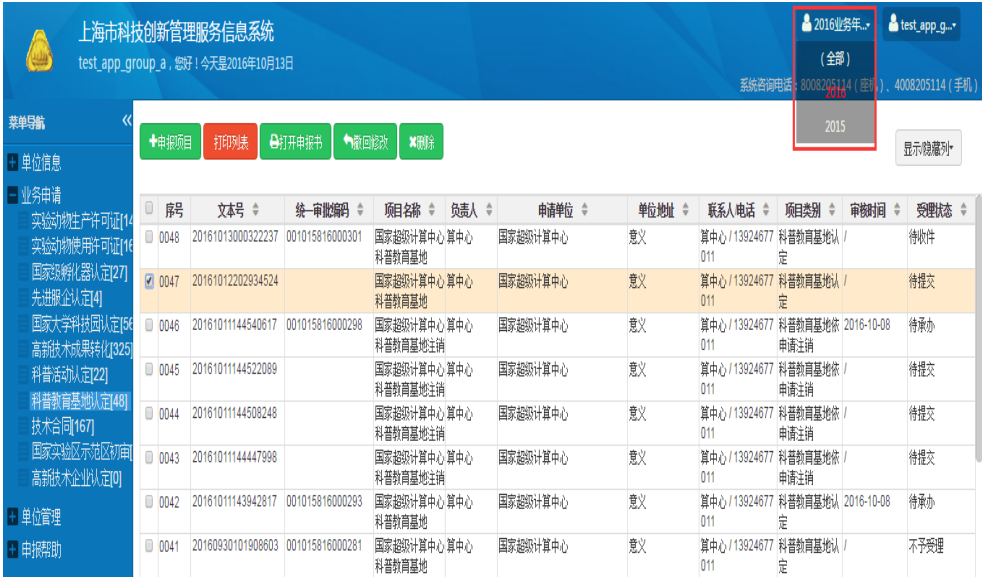 上海市科技创新管理服务信息系统
test_app_group_a，您好！今天是2016年10月13日
2016业务年...
test_app_g...
（全部）
2016
2015
系统咨询电话：8008205114（座机）、4008205114（手机）
菜单导航
单位信息
业务申请
实验动物生产许可证[14
实验动物使用许可证[16
国家级孵化器认定[27]
先进服企认定[4]
国家大学科技园认定[56
高新技术成果转化[325]
科普活动认定[22]
科普教育基地认定[48]
技术合同[167]
国家实验区示范区初审[
高新技术企业认定[0]
单位管理
申报帮助
申报项目 打印列表 打开申报书 撤回修改 删除
显示/隐藏列
序号 文本号 统一审批编码 项目名称 负责人 申请单位 单位地址 联系人/电话 项目类别 审核时间 受理状态
0048 20161013000322237 001015816000301 国家超级计算中心 算中心 国家超级计算中心 意义 算中心 / 13924677 科普教育基地认 / 待收件
科普教育基地 011 定
0047 20161012202934524 国家超级计算中心 算中心 国家超级计算中心 意义 算中心 / 13924677 科普教育基地认 / 待提交
科普教育基地 011 定
0046 20161011144540617 001015816000298 国家超级计算中心 算中心 国家超级计算中心 意义 算中心 / 13924677 科普教育基地依 2016-10-08 待承办
科普教育基地注销 011 申请注销
0045 20161011144522089 国家超级计算中心 算中心 国家超级计算中心 意义 算中心 / 13924677 科普教育基地依 / 待提交
科普教育基地注销 011 申请注销
0044 20161011144508248 国家超级计算中心 算中心 国家超级计算中心 意义 算中心 / 13924677 科普教育基地依 / 待提交
科普教育基地注销 011 申请注销
0043 20161011144447998 国家超级计算中心 算中心 国家超级计算中心 意义 算中心 / 13924677 科普教育基地依 / 待提交
科普教育基地注销 011 申请注销
0042 20161011143942817 001015816000293 国家超级计算中心 算中心 国家超级计算中心 意义 算中心 / 13924677 科普教育基地认 2016-10-08 待承办
科普教育基地 011 定
0041 20160930101908603 001015816000281 国家超级计算中心 算中心 国家超级计算中心 意义 算中心 / 13924677 科普教育基地认 / 不予受理
科普教育基地 011 定